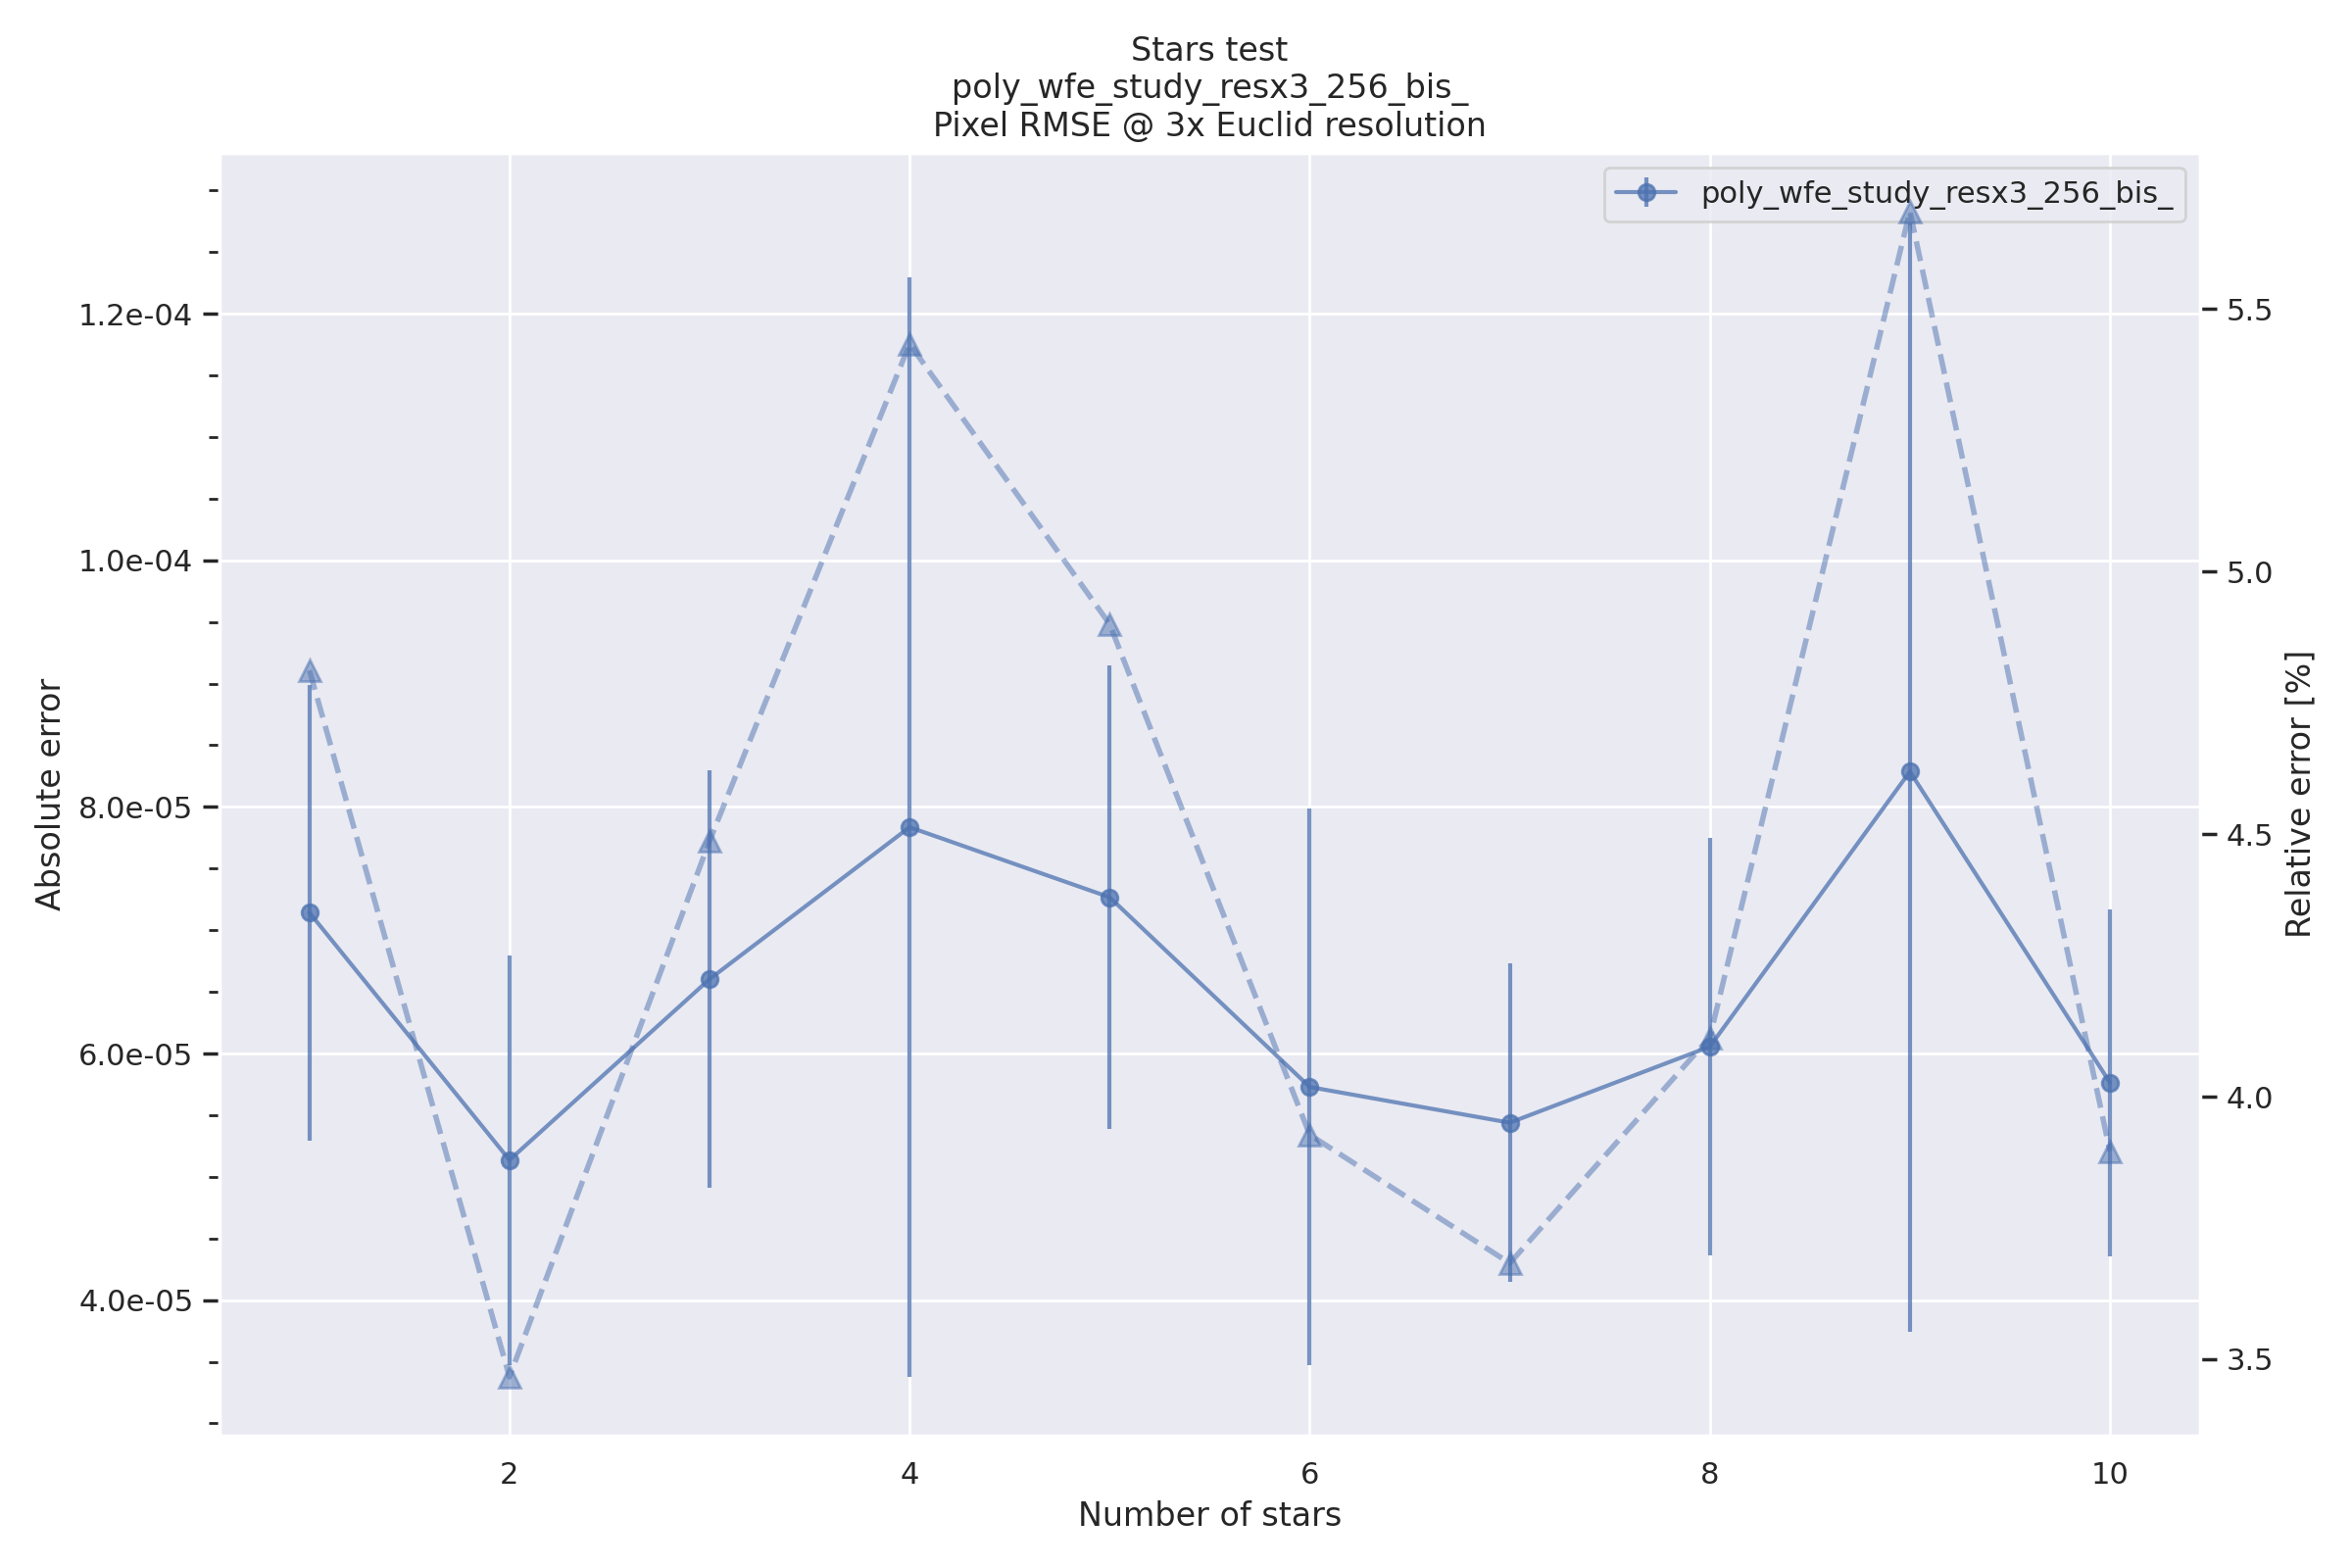 Stars test
poly_wfe_study_resx3_256_bis_
Pixel RMSE @ 3x Euclid resolution
poly_wfe_study_resx3_256_bis_
Absolute error
1.2e-04
1.0e-04
8.0e-05
6.0e-05
4.0e-05
5.5
5.0
4.5
4.0
3.5
Relative error [%]
2 4 6 8 10
Number of stars